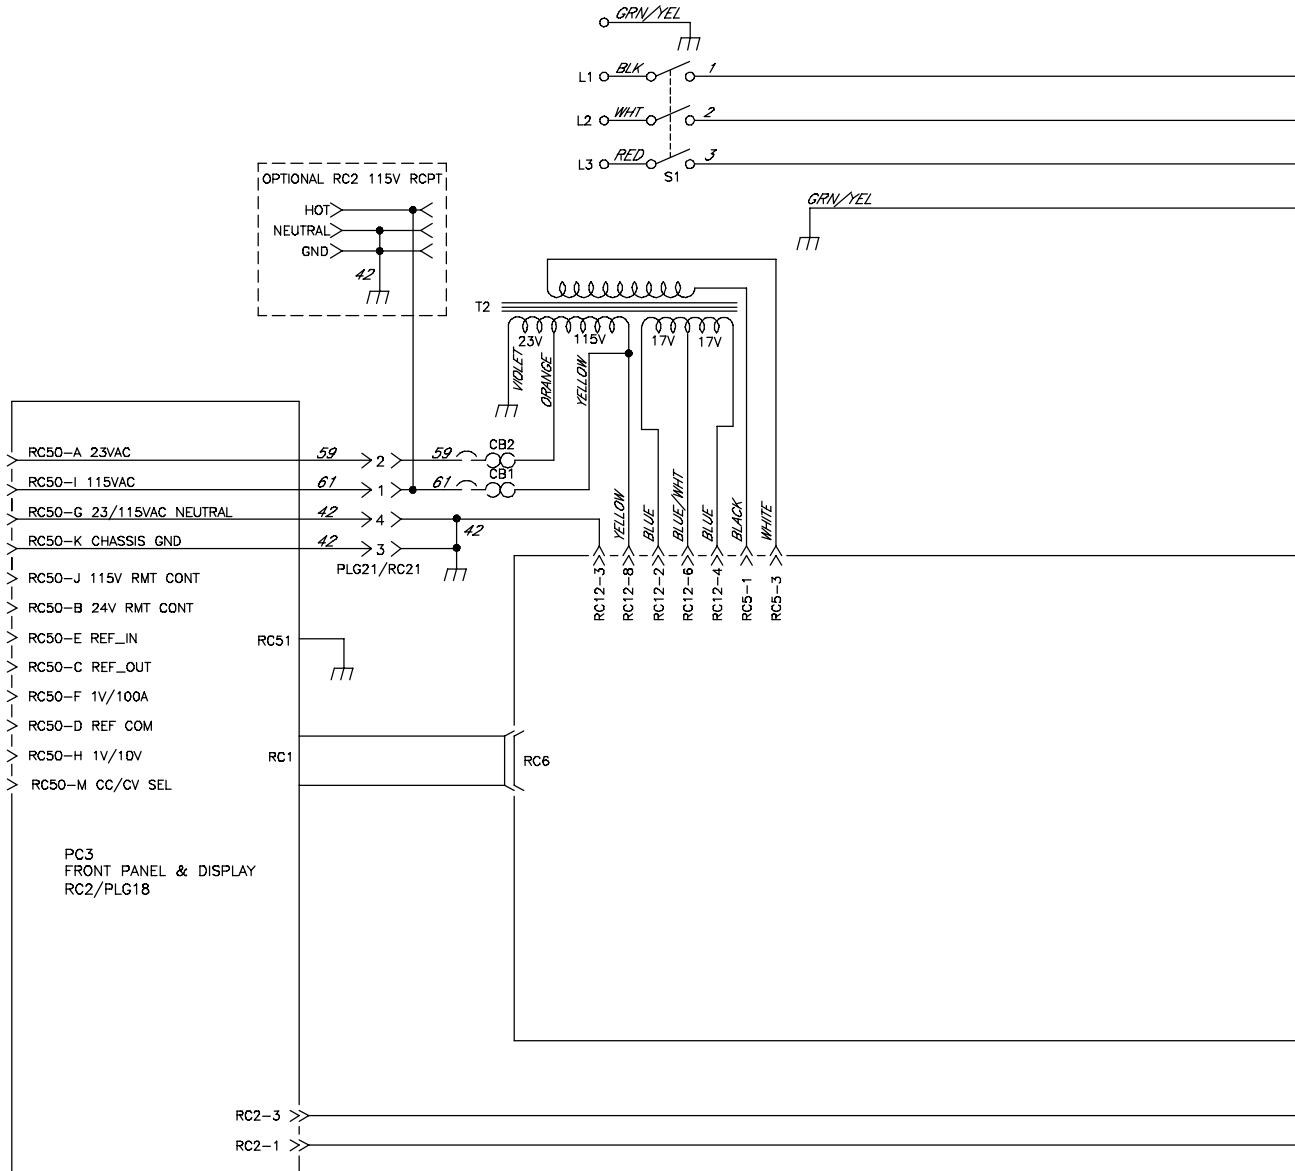 GRN/YEL
L1 BLK 1
L2 WHT 2
L3 RED 3
S1
OPTIONAL RC2 115V RCPT
HOT
NEUTRAL
GND
42
GRN/YEL
T2
23V 115V 17V 17V
VIOLET
ORANGE
YELLOW
RC50-A 23VAC 59 2 59 CB2
RC50-I 115VAC 61 1 61 CB1
RC50-G 23/115VAC NEUTRAL 42 4 42
RC50-K CHASSIS GND 42 3
PLG21/RC21
YELLOW
BLUE
BLUE/WHT
BLUE
BLACK
WHITE
RC12-3
RC12-8
RC12-2
RC12-6
RC12-4
RC5-1
RC5-3
RC50-J 115V RMT CONT
RC50-B 24V RMT CONT
RC50-E REF_IN
RC51
RC50-C REF_OUT
RC50-F 1V/100A
RC50-D REF COM
RC50-H 1V/10V
RC1
RC6
RC50-M CC/CV SEL
PC3
FRONT PANEL & DISPLAY
RC2/PLG18
RC2-3
RC2-1